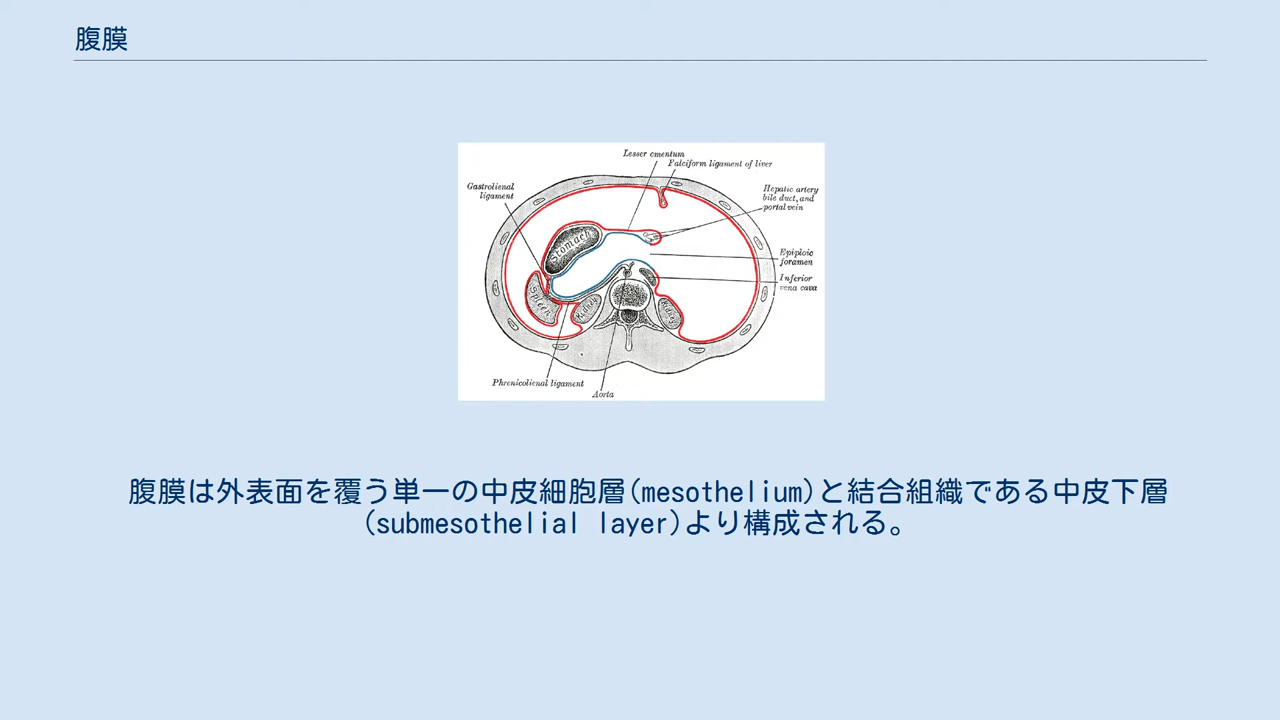 腹膜
Lesser omentum
Falciform ligament of liver
Gastrolienal
ligament
Hepatic artery
bile duct, and
portal vein
Stomach
Epiploic
foramen
Inferior
vena cava
Spleen
Kidney
Kidney
Phrenicolienal ligament
Aorta
腹膜は外表面を覆う単一の中皮細胞層(mesothelium)と結合組織である中皮下層
(submesothelial layer)より構成される。